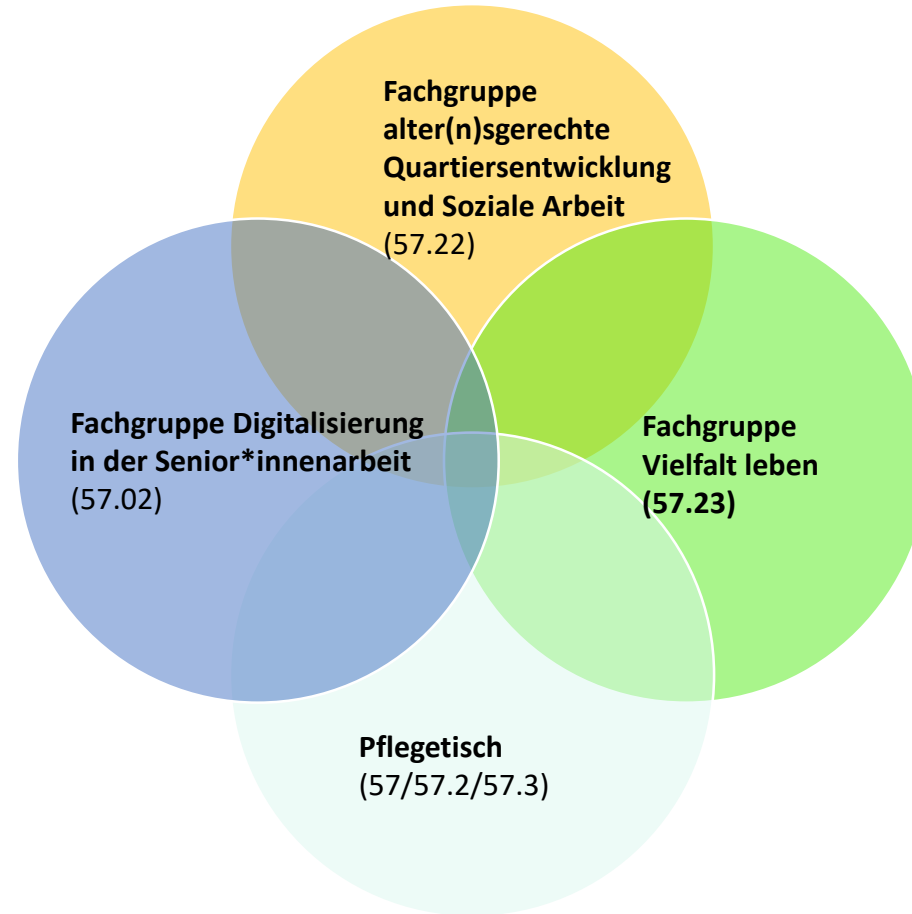 Fachgruppe
alter(n)sgerechte
Quartiersentwicklung
und Soziale Arbeit
(57.22)
Fachgruppe Digitalisierung
in der Senior*innenarbeit
(57.02)
Fachgruppe
Vielfalt leben
(57.23)
Pflegetisch
(57/57.2/57.3)